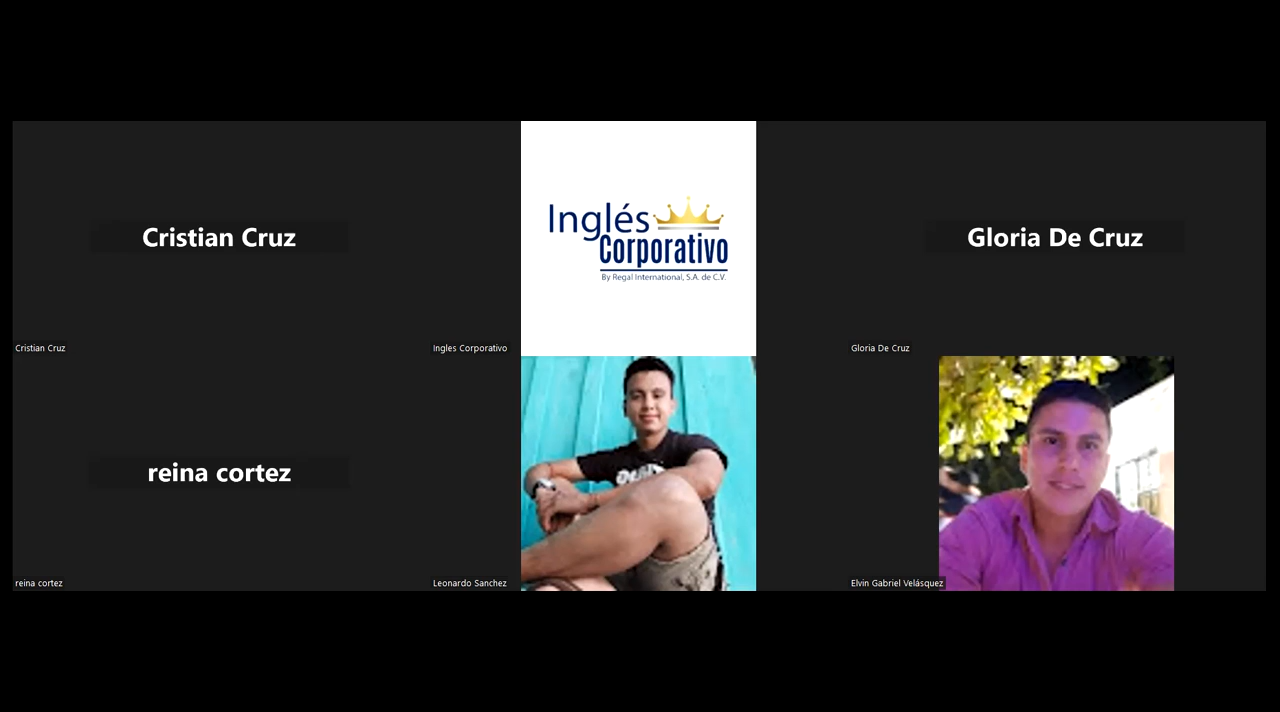 Cristian Cruz
Cristian Cruz
Inglés
Corporativo
By Regal International, S.A. de C.V.
Ingles Corporativo
Gloria De Cruz
Gloria De Cruz
reina cortez
reina cortez
Leonardo Sanchez
Elvin Gabriel Velásquez